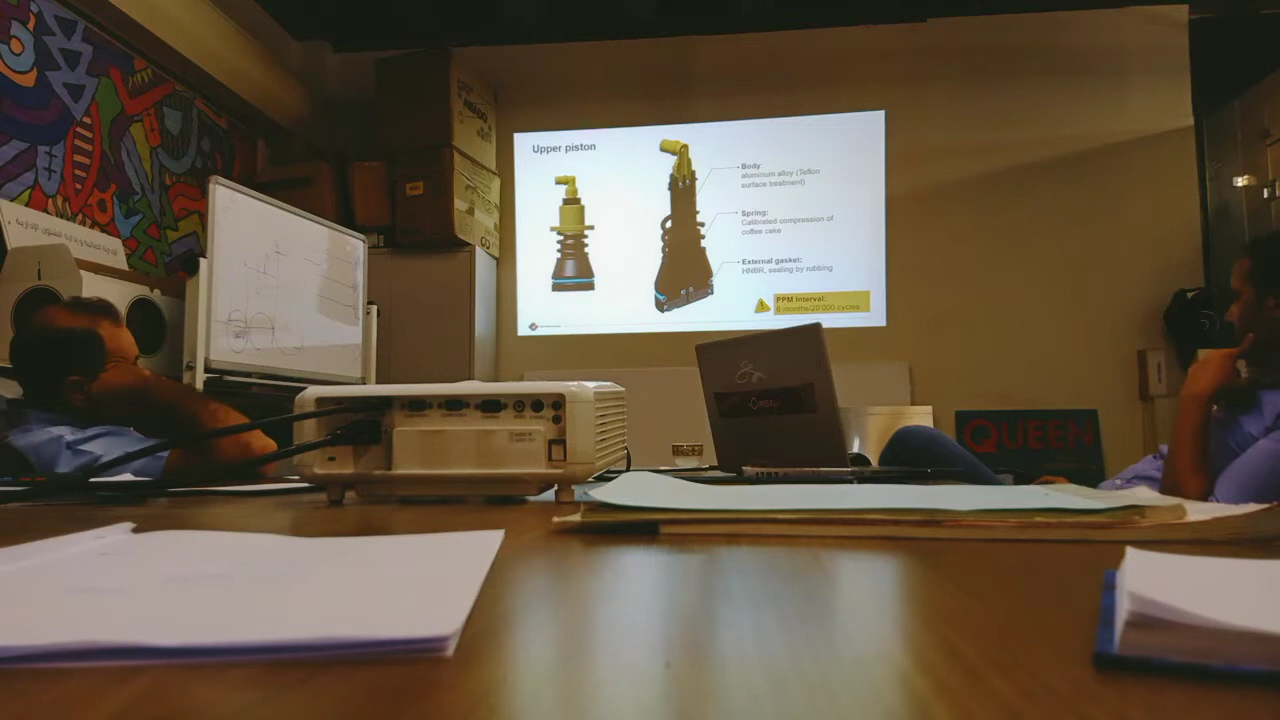 Upper piston
Body:
aluminum alloy (Teflon
surface treatment)
Spring:
Calibrated compression of
coffee cake
External gasket:
HNBR, sealing by rubbing
PPM Interval:
6 months/20'000 cycles
CIMBALI
QUEEN